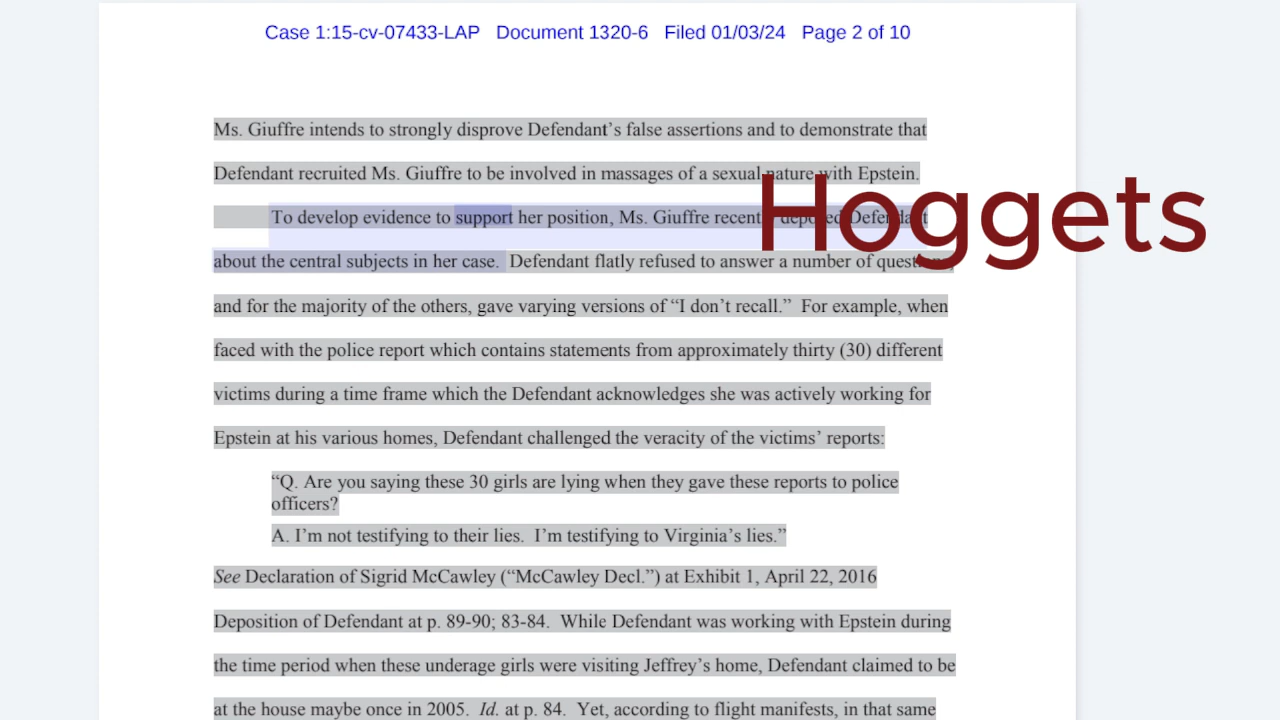 Case 1:15-cv-07433-LAP Document 1320-6 Filed 01/03/24 Page 2 of 10
Ms. Giuffre intends to strongly disprove Defendant’s false assertions and to demonstrate that
Defendant recruited Ms. Giuffre to be involved in massages of a sexual nature with Epstein.
Hoggets
To develop evidence to support her position, Ms. Giuffre recently deposed Defendant
about the central subjects in her case. Defendant flatly refused to answer a number of questions,
and for the majority of the others, gave varying versions of “I don’t recall.” For example, when
faced with the police report which contains statements from approximately thirty (30) different
victims during a time frame which the Defendant acknowledges she was actively working for
Epstein at his various homes, Defendant challenged the veracity of the victims’ reports:
“Q. Are you saying these 30 girls are lying when they gave these reports to police
officers?
A. I’m not testifying to their lies. I’m testifying to Virginia’s lies.”
See Declaration of Sigrid McCawley (“McCawley Decl.”) at Exhibit 1, April 22, 2016
Deposition of Defendant at p. 89-90; 83-84. While Defendant was working with Epstein during
the time period when these underage girls were visiting Jeffrey’s home, Defendant claimed to be
at the house maybe once in 2005. Id. at p. 84. Yet, according to flight manifests, in that same